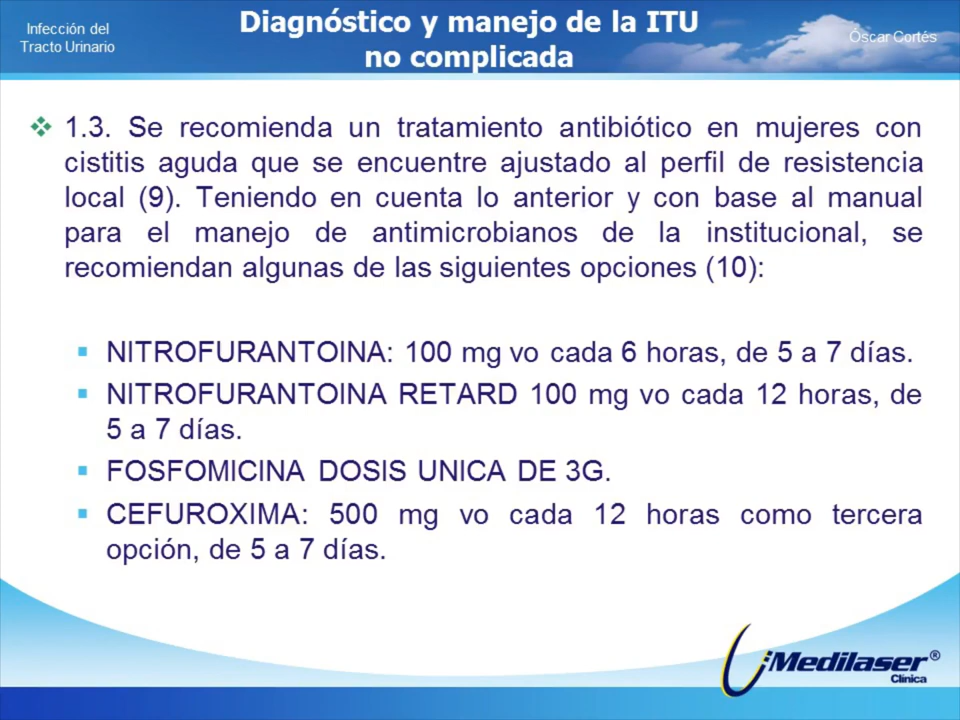 Infección del
Tracto Urinario
Diagnóstico y manejo de la ITU
no complicada
Óscar Cortés
1.3. Se recomienda un tratamiento antibiótico en mujeres con
cistitis aguda que se encuentre ajustado al perfil de resistencia
local (9). Teniendo en cuenta lo anterior y con base al manual
para el manejo de antimicrobianos de la institucional, se
recomiendan algunas de las siguientes opciones (10):
NITROFURANTOINA: 100 mg vo cada 6 horas, de 5 a 7 días.
NITROFURANTOINA RETARD 100 mg vo cada 12 horas, de
5 a 7 días.
FOSFOMICINA DOSIS UNICA DE 3G.
CEFUROXIMA: 500 mg vo cada 12 horas como tercera
opción, de 5 a 7 días.
Medilaser®
Clínica